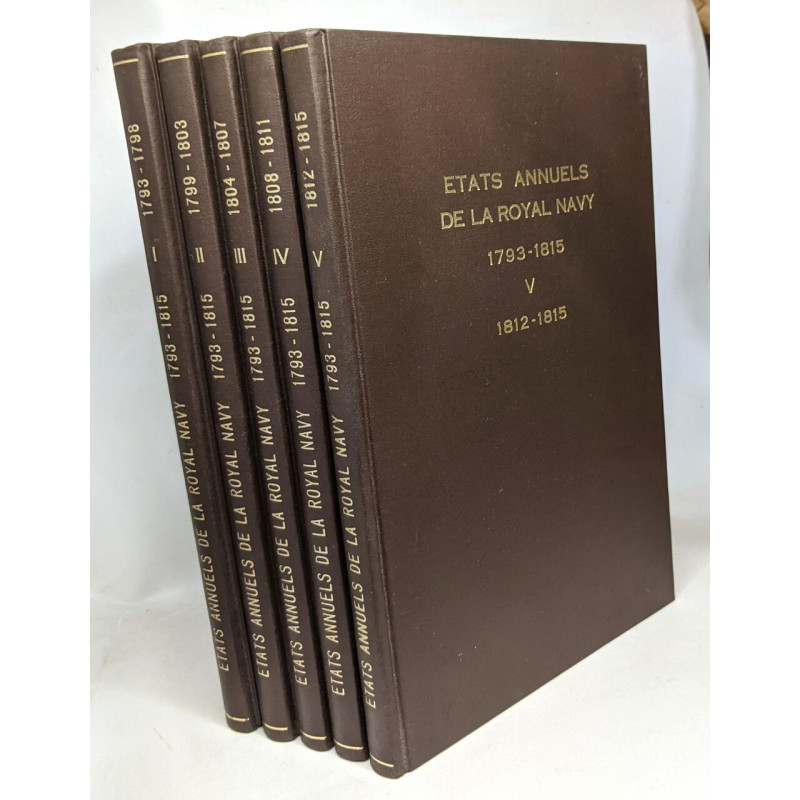 ETATS ANNUELS DE LA ROYAL NAVY 1793-1815 I 1793-1798
ETATS ANNUELS DE LA ROYAL NAVY 1793-1815 II 1799-1803
ETATS ANNUELS DE LA ROYAL NAVY 1793-1815 III 1804-1807
ETATS ANNUELS DE LA ROYAL NAVY 1793-1815 IV 1808-1811
ETATS ANNUELS DE LA ROYAL NAVY 1793-1815 V 1812-1815
ETATS ANNUELS
DE LA ROYAL NAVY
1793-1815
V
1812-1815